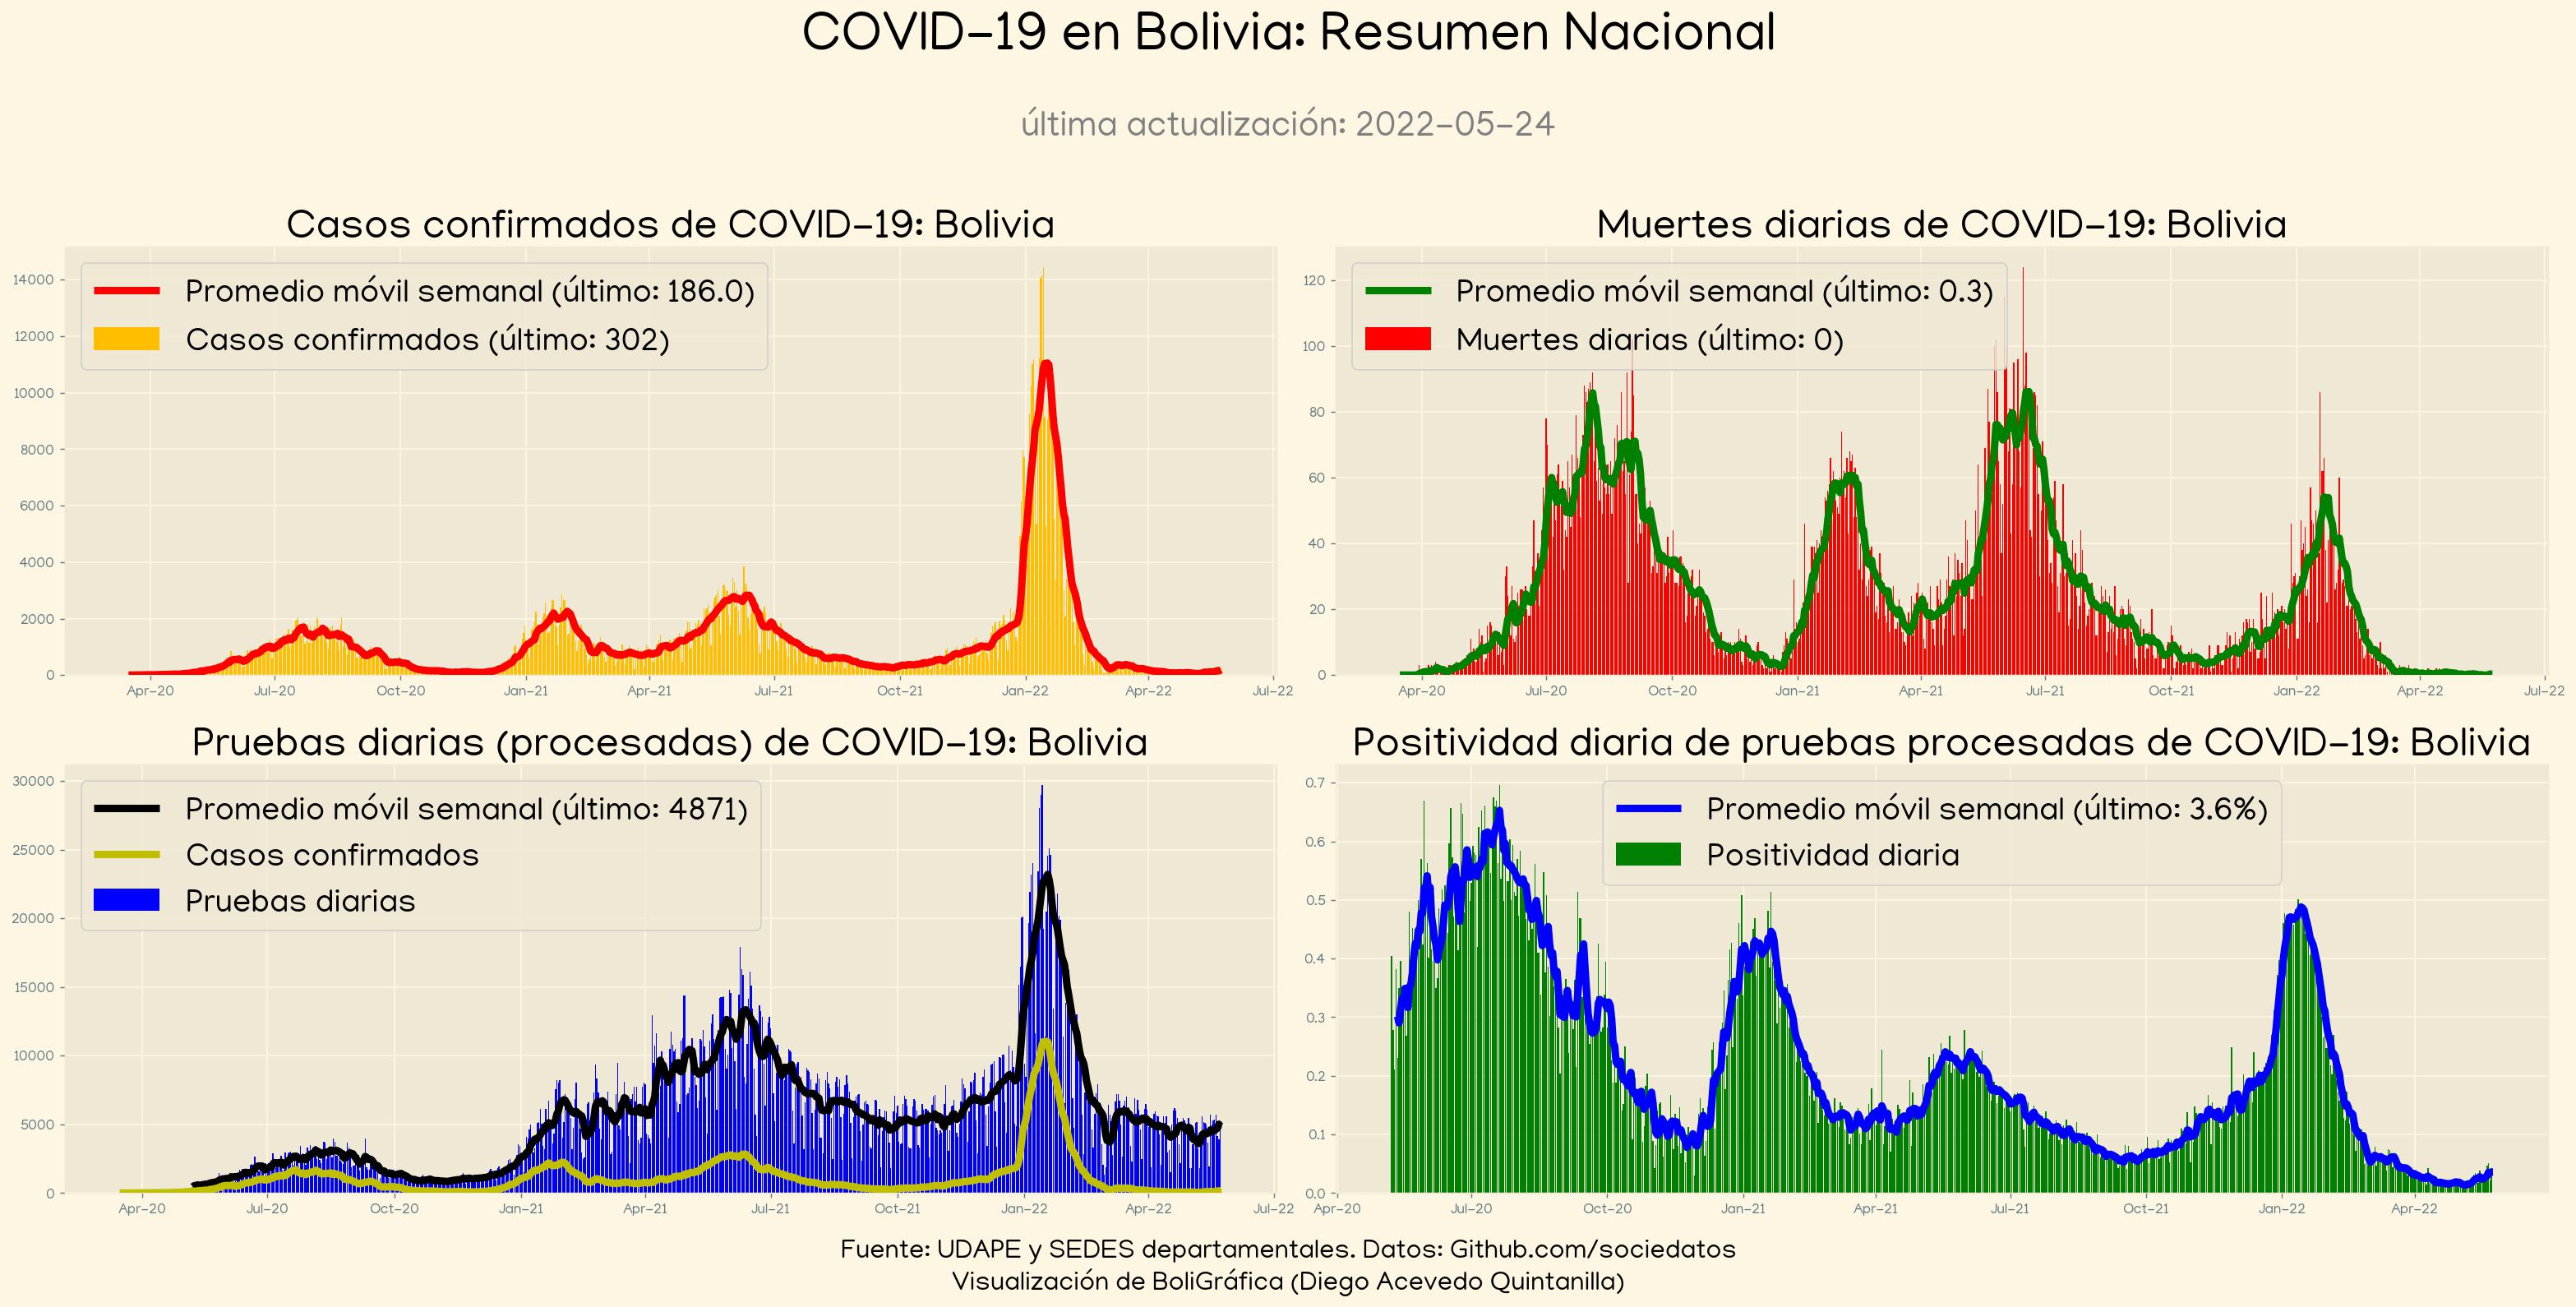 COVID-19 en Bolivia: Resumen Nacional
última actualización: 2022-05-24
Casos confirmados de COVID-19: Bolivia
Promedio móvil semanal (último: 186.0)
Casos confirmados (último: 302)
14000
12000
10000
8000
6000
4000
2000
0
Apr-20 Jul-20 Oct-20 Jan-21 Apr-21 Jul-21 Oct-21 Jan-22 Apr-22 Jul-22
Muertes diarias de COVID-19: Bolivia
Promedio móvil semanal (último: 0.3)
Muertes diarias (último: 0)
120
100
80
60
40
20
0
Apr-20 Jul-20 Oct-20 Jan-21 Apr-21 Jul-21 Oct-21 Jan-22 Apr-22 Jul-22
Pruebas diarias (procesadas) de COVID-19: Bolivia
Promedio móvil semanal (último: 4871)
Casos confirmados
Pruebas diarias
30000
25000
20000
15000
10000
5000
0
Apr-20 Jul-20 Oct-20 Jan-21 Apr-21 Jul-21 Oct-21 Jan-22 Apr-22 Jul-22
Positividad diaria de pruebas procesadas de COVID-19: Bolivia
Promedio móvil semanal (último: 3.6%)
Positividad diaria
0.7
0.6
0.5
0.4
0.3
0.2
0.1
0.0
Apr-20 Jul-20 Oct-20 Jan-21 Apr-21 Jul-21 Oct-21 Jan-22 Apr-22
Fuente: UDAPE y SEDES departamentales. Datos: Github.com/sociedatos
Visualización de BoliGráfica (Diego Acevedo Quintanilla)